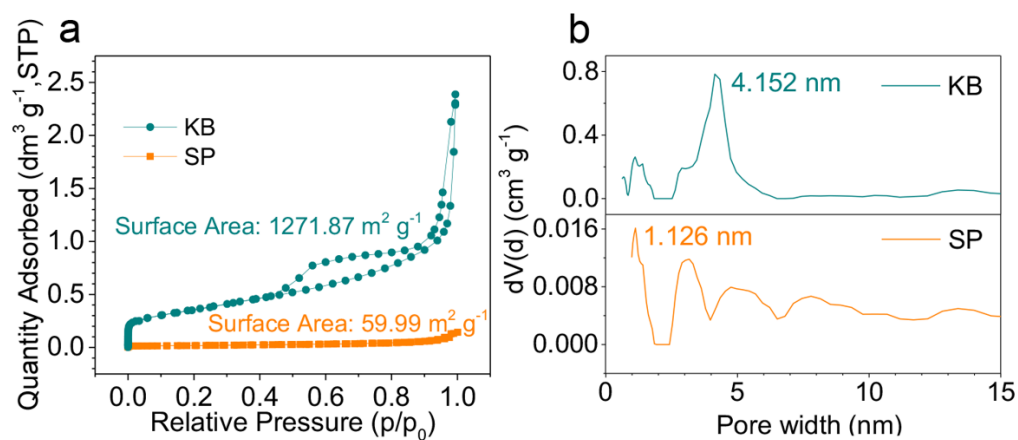 a
Quantity Adsorbed (dm³ g⁻¹,STP)
2.5
2.0
1.5
1.0
0.5
0.0
KB
SP
Surface Area: 1271.87 m² g⁻¹
Surface Area: 59.99 m² g⁻¹
0.0 0.2 0.4 0.6 0.8 1.0
Relative Pressure (p/p₀)
b
dV(d) (cm³ g⁻¹)
0.8
0.4
0.0
4.152 nm
KB
0.016
0.008
0.000
1.126 nm
SP
0 5 10 15
Pore width (nm)